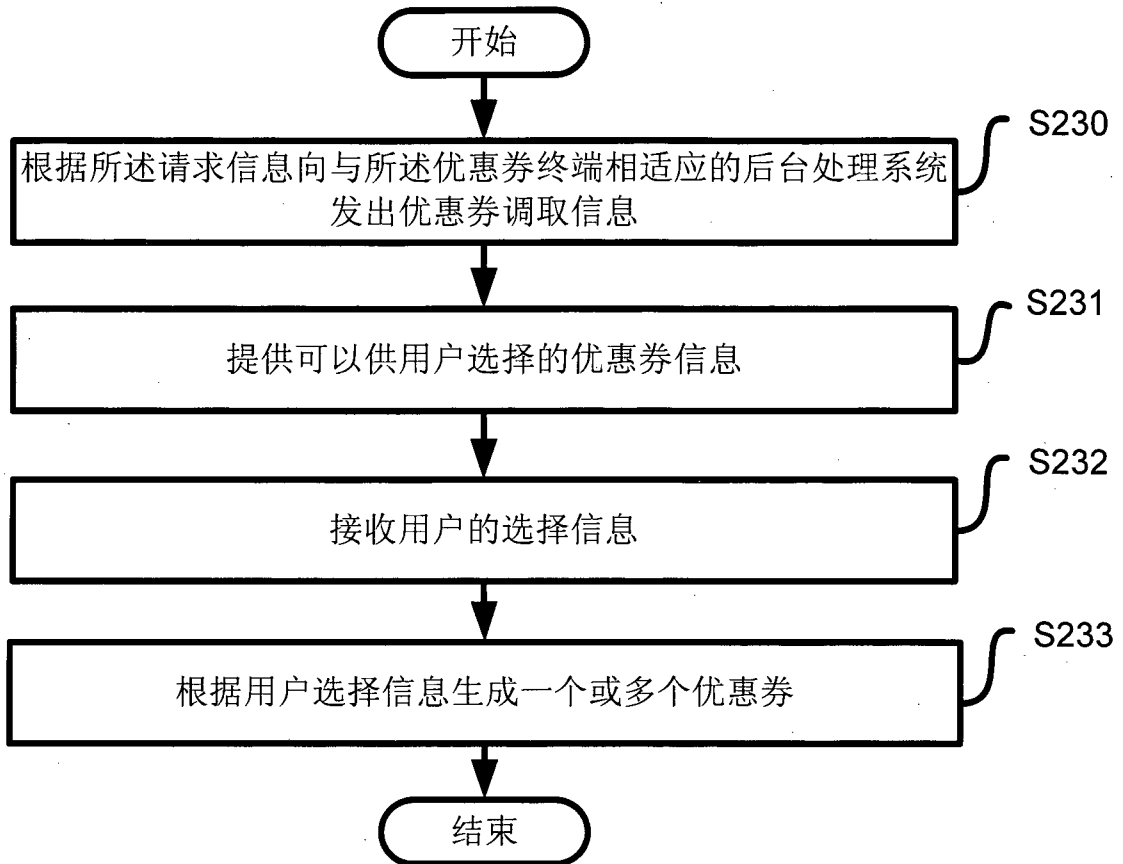 开始
S230
根据所述请求信息向与所述优惠券终端相适应的后台处理系统
发出优惠券调取信息
S231
提供可以供用户选择的优惠券信息
S232
接收用户的选择信息
S233
根据用户选择信息生成一个或多个优惠券
结束